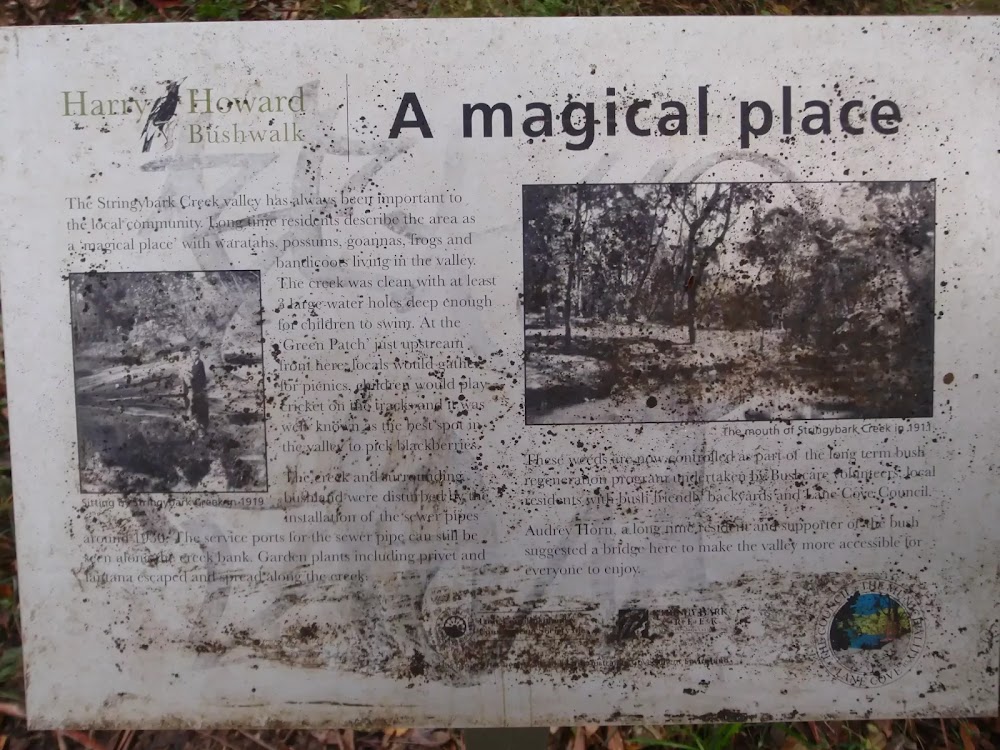 Harry Howard
Bushwalk
A magical place
The Stringybark Creek valley has always been important to
the local community. Long time residents describe the area as
a 'magical place' with waratahs, possums, goannas, frogs and
bandicoots living in the valley.
The creek was clean with at least
3 large water holes deep enough
for children to swim. At the
'Green Patch' just upstream
from here, locals would gather
for picnics, children would play
cricket on the tracks and it was
well known as the best spot in
the valley to pick blackberries.
The creek and surrounding
bushland were disturbed by the
installation of the sewer pipes
around 1930. The service ports for the sewer pipe can still be
seen along the creek bank. Garden plants including privet and
lantana escaped and spread along the creek.
Sitting by Stringybark Creek in 1919
The mouth of Stringybark Creek in 1911
These weeds are now controlled as part of the long term bush
regeneration program undertaken by Bushcare volunteers, local
residents with bush friendly backyards and Lane Cove Council.
Audrey Horn, a long time resident and supporter of the bush
suggested a bridge here to make the valley more accessible for
everyone to enjoy.
LANE COVE